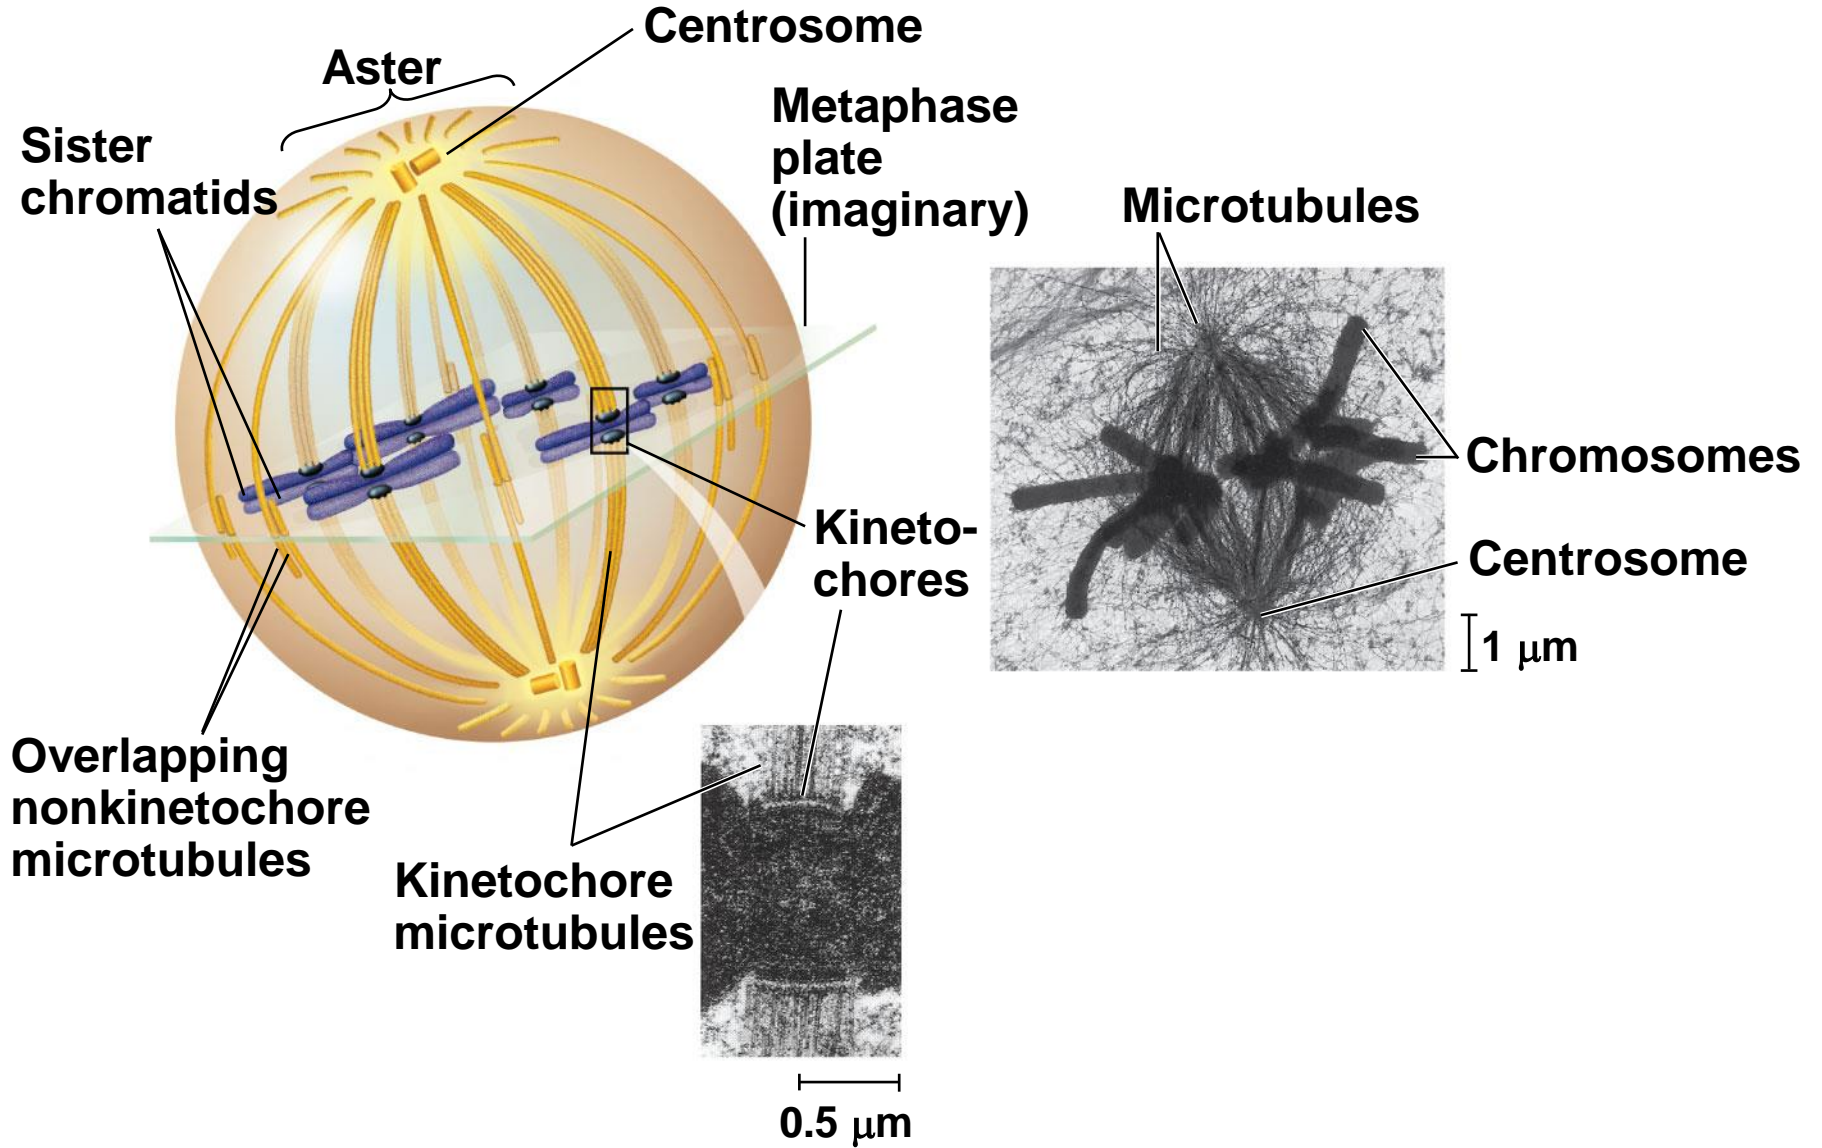 Centrosome
Aster
Metaphase
plate
(imaginary)
Sister
chromatids
Microtubules
Chromosomes
Kineto-
chores
Centrosome
1 μm
Overlapping
nonkinetochore
microtubules
Kinetochore
microtubules
0.5 μm